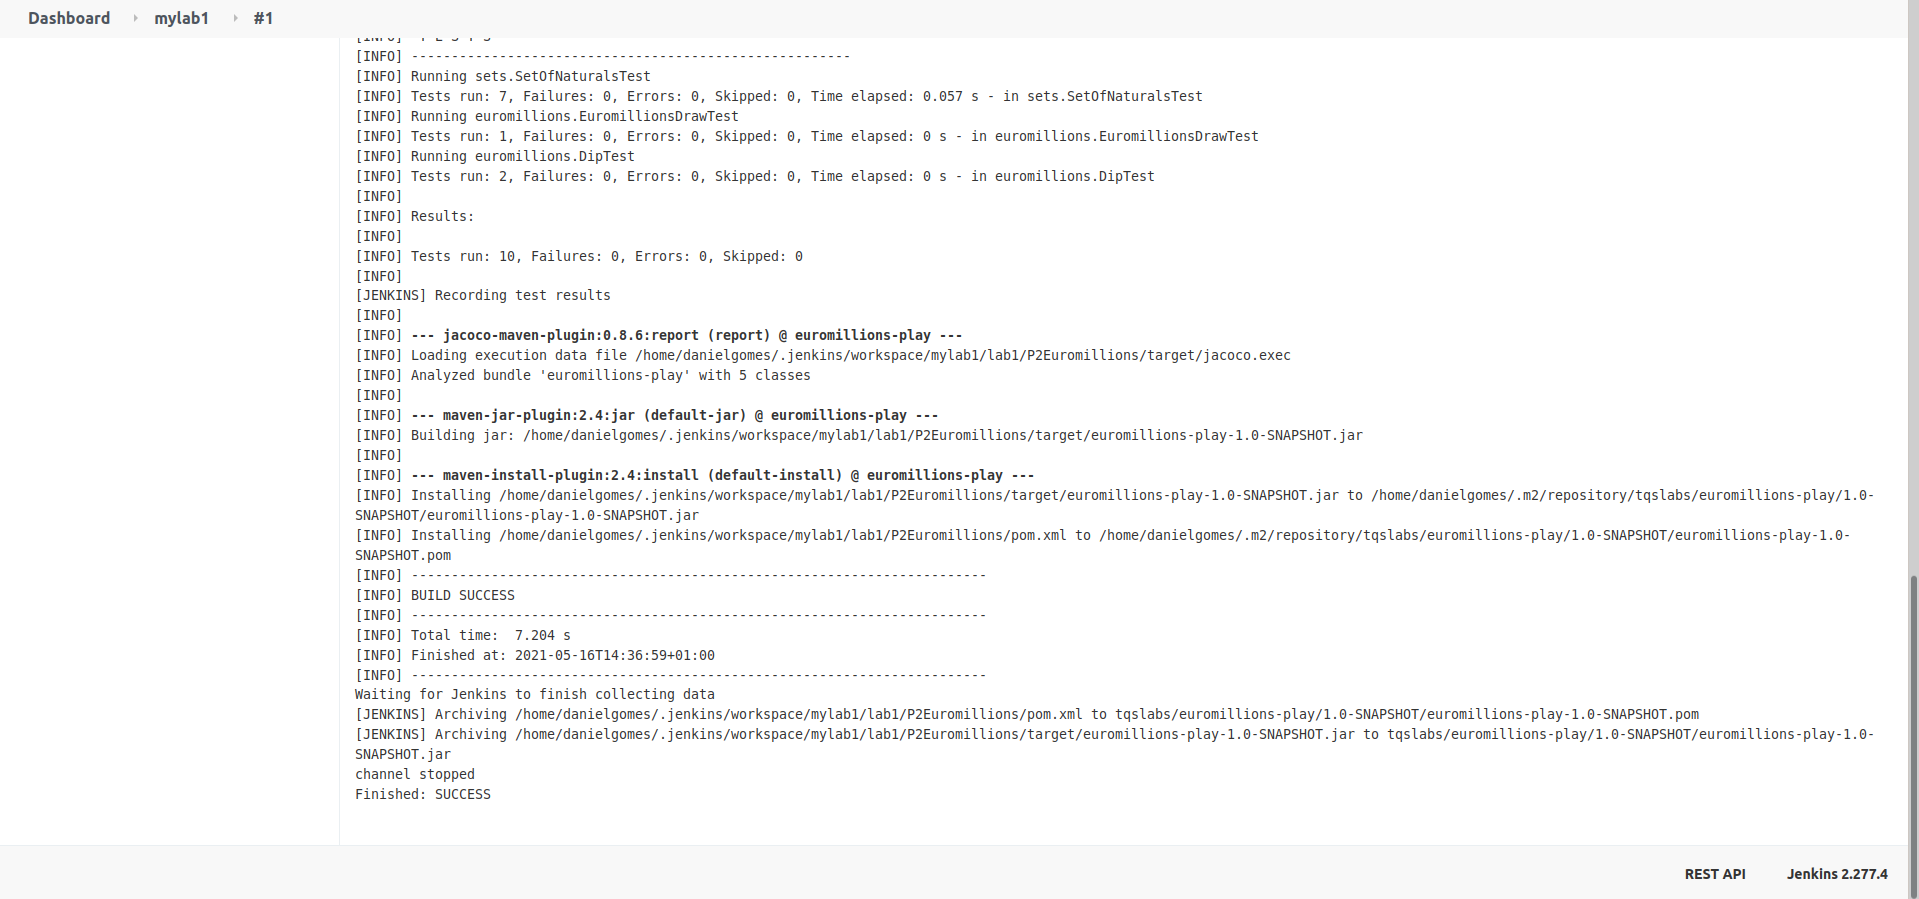 Dashboard mylab1 #1
[INFO] T E S T S
[INFO] -------------------------------------------------------
[INFO] Running sets.SetOfNaturalsTest
[INFO] Tests run: 7, Failures: 0, Errors: 0, Skipped: 0, Time elapsed: 0.057 s - in sets.SetOfNaturalsTest
[INFO] Running euromillions.EuromillionsDrawTest
[INFO] Tests run: 1, Failures: 0, Errors: 0, Skipped: 0, Time elapsed: 0 s - in euromillions.EuromillionsDrawTest
[INFO] Running euromillions.DipTest
[INFO] Tests run: 2, Failures: 0, Errors: 0, Skipped: 0, Time elapsed: 0 s - in euromillions.DipTest
[INFO]
[INFO] Results:
[INFO]
[INFO] Tests run: 10, Failures: 0, Errors: 0, Skipped: 0
[INFO]
[JENKINS] Recording test results
[INFO]
[INFO] --- jacoco-maven-plugin:0.8.6:report (report) @ euromillions-play ---
[INFO] Loading execution data file /home/danielgomes/.jenkins/workspace/mylab1/lab1/P2Euromillions/target/jacoco.exec
[INFO] Analyzed bundle 'euromillions-play' with 5 classes
[INFO]
[INFO] --- maven-jar-plugin:2.4:jar (default-jar) @ euromillions-play ---
[INFO] Building jar: /home/danielgomes/.jenkins/workspace/mylab1/lab1/P2Euromillions/target/euromillions-play-1.0-SNAPSHOT.jar
[INFO]
[INFO] --- maven-install-plugin:2.4:install (default-install) @ euromillions-play ---
[INFO] Installing /home/danielgomes/.jenkins/workspace/mylab1/lab1/P2Euromillions/target/euromillions-play-1.0-SNAPSHOT.jar to /home/danielgomes/.m2/repository/tqslabs/euromillions-play/1.0-
SNAPSHOT/euromillions-play-1.0-SNAPSHOT.jar
[INFO] Installing /home/danielgomes/.jenkins/workspace/mylab1/lab1/P2Euromillions/pom.xml to /home/danielgomes/.m2/repository/tqslabs/euromillions-play/1.0-SNAPSHOT/euromillions-play-1.0-
SNAPSHOT.pom
[INFO] ------------------------------------------------------------------------
[INFO] BUILD SUCCESS
[INFO] ------------------------------------------------------------------------
[INFO] Total time:  7.204 s
[INFO] Finished at: 2021-05-16T14:36:59+01:00
[INFO] ------------------------------------------------------------------------
Waiting for Jenkins to finish collecting data
[JENKINS] Archiving /home/danielgomes/.jenkins/workspace/mylab1/lab1/P2Euromillions/pom.xml to tqslabs/euromillions-play/1.0-SNAPSHOT/euromillions-play-1.0-SNAPSHOT.pom
[JENKINS] Archiving /home/danielgomes/.jenkins/workspace/mylab1/lab1/P2Euromillions/target/euromillions-play-1.0-SNAPSHOT.jar to tqslabs/euromillions-play/1.0-SNAPSHOT/euromillions-play-1.0-
SNAPSHOT.jar
channel stopped
Finished: SUCCESS
REST API Jenkins 2.277.4